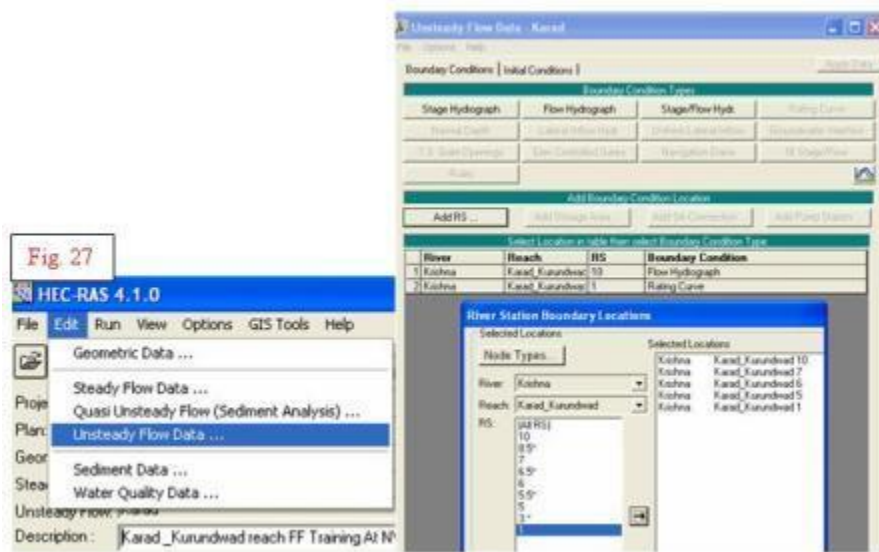 Fig. 27
HEC-RAS 4.1.0
File Edit Run View Options GIS Tools Help
Geometric Data ...
Steady Flow Data ...
Quasi Unsteady Flow (Sediment Analysis) ...
Unsteady Flow Data ...
Sediment Data ...
Water Quality Data ...
Proje
Plan:
Geor
Stea
Unsteady Flow: Karad
Description : Karad _Kurundwad reach FF Training At N
Unsteady Flow Data - Karad
File Options Help
Boundary Conditions Initial Conditions Apply Data
Boundary Condition Types
Stage Hydrograph Flow Hydrograph Stage/Flow Hydr. Rating Curve
Normal Depth Lateral Inflow Hydr. Uniform Lateral Inflow Groundwater Interflow
T.S. Gate Openings Elev Controlled Gates Navigation Dams IB Stage/Flow
Rules
Add Boundary Condition Location
Add RS ... Add Storage Area ... Add SA Connection ... Add Pump Station ...
Select Location in table then select Boundary Condition Type
River Reach RS Boundary Condition
1 Krishna Karad_Kurundwad 10 Flow Hydrograph
2 Krishna Karad_Kurundwad 1 Rating Curve
River Station Boundary Locations
Selected Locations
Node Types...
Selected Locations
River: Krishna
Reach: Karad_Kurundwad
RS: (All RS)
10
8.5*
7
6.5*
6
5.5*
5
3.*
1
Krishna Karad_Kurundwad 10
Krishna Karad_Kurundwad 7
Krishna Karad_Kurundwad 6
Krishna Karad_Kurundwad 5
Krishna Karad_Kurundwad 1